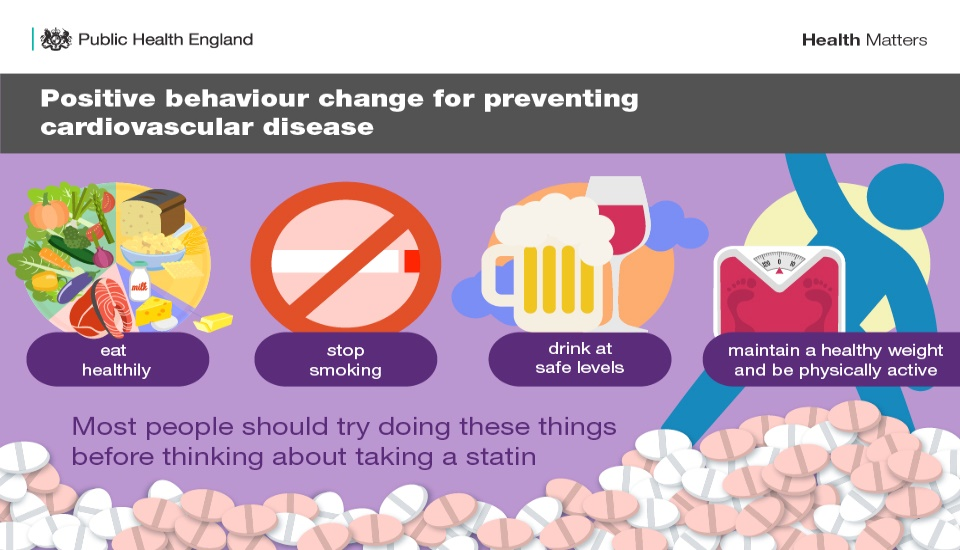 Public Health England
Health Matters
Positive behaviour change for preventing
cardiovascular disease
milk
0
10
eat
healthily
stop
smoking
drink at
safe levels
maintain a healthy weight
and be physically active
Most people should try doing these things
before thinking about taking a statin